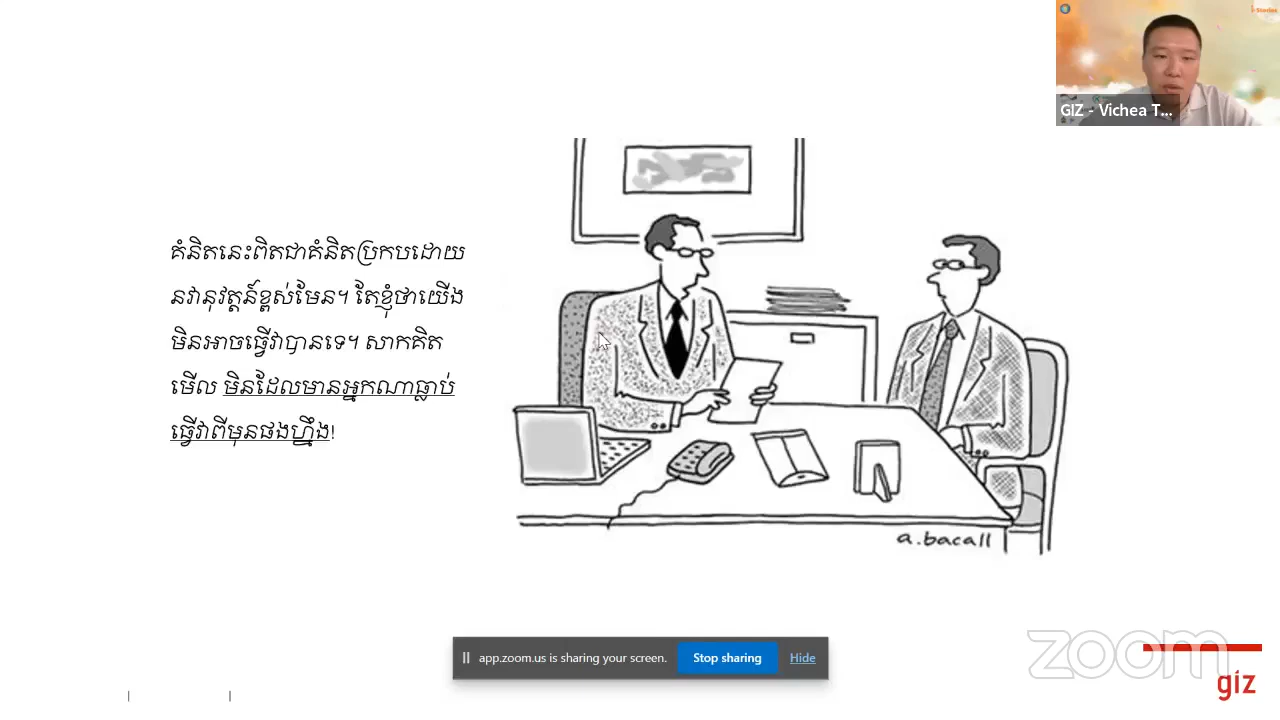 GIZ - Vichea T...
គំនិតនេះពិតជាគំនិតប្រកបដោយ
នវានុវត្តន៍ខ្ពស់មែន។ តែខ្ញុំថាយើង
មិនអាចធ្វើវាបានទេ។ សាកគិត
មើល មិនដែលមានអ្នកណាធ្លាប់
ធ្វើវាពីមុនផងហ្នឹង!
a.bacall
app.zoom.us is sharing your screen. Stop sharing Hide
zoom
giz